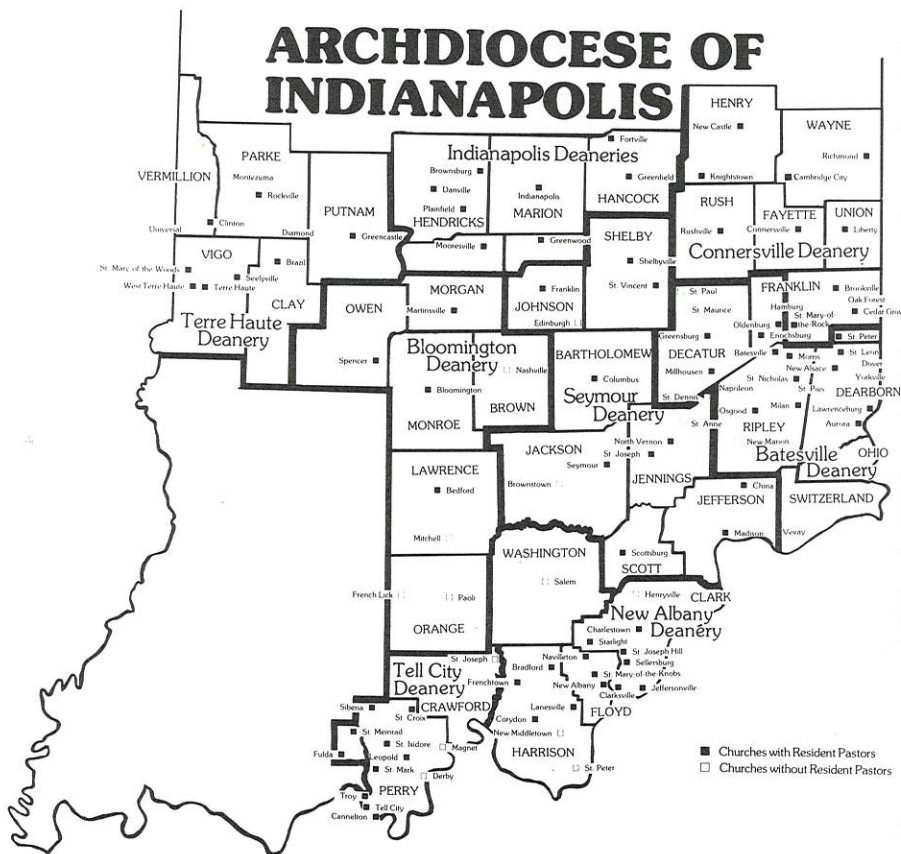 ARCHDIOCESE OF
INDIANAPOLIS
HENRY
New Castle
WAYNE
Fortville
Richmond
PARKE
Montezuma
Indianapolis Deaneries
Brownsburg
VERMILLION
Rockville
Danville
Indianapolis
Greenfield
Knightstown
Cambridge City
PUTNAM
Plainfield
HENDRICKS
MARION
HANCOCK
RUSH
FAYETTE
UNION
Universal
Clinton
Diamond
Greencastle
Mooresville
Greenwood
SHELBY
Rushville
Connersville
Liberty
Connersville Deanery
VIGO
Brazil
Shelbyville
St. Mary of the Woods
Seelyville
West Terre Haute
Terre Haute
CLAY
OWEN
MORGAN
Martinsville
Franklin
JOHNSON
Edinburgh
St. Vincent
St. Paul
St. Maurice
FRANKLIN
Brookville
Hamburg
Oak Forest
Cedar Grove
St. Mary-of-
the-Rock
Oldenburg
Enochsburg
Terre Haute
Deanery
Bloomington
Deanery
Spencer
Nashville
BARTHOLOMEW
Greensburg
DECATUR
Batesville
Morris
St. Peter
St. Leon
Dover
New Alsace
Yorkville
Bloomington
Columbus
Millhousen
St. Nicholas
St. Pius
DEARBORN
MONROE
BROWN
Seymour
Deanery
St. Dennis
Napoleon
Milan
Osgood
Lawrenceburg
St. Anne
RIPLEY
Aurora
JACKSON
North Vernon
St. Joseph
New Marion
OHIO
Batesville
Deanery
LAWRENCE
Seymour
Bedford
Brownstown
JENNINGS
China
JEFFERSON
SWITZERLAND
Mitchell
WASHINGTON
Scottsburg
SCOTT
Madison
Vevay
French Lick
Paoli
Salem
Henryville
CLARK
New Albany
Deanery
ORANGE
Charlestown
Starlight
St. Joseph
Navilleton
St. Joseph Hill
Tell City
Deanery
Bradford
Sellersburg
St. Mary-of-the-Knobs
Frenchtown
New Albany
Clarksville
Jeffersonville
Siberia
St. Croix
CRAWFORD
Lanesville
FLOYD
Corydon
St. Meinrad
New Middletown
St. Isidore
Magnet
HARRISON
Fulda
Leopold
St. Mark
Derby
St. Peter
PERRY
Troy
Tell City
Cannelton
Churches with Resident Pastors
Churches without Resident Pastors